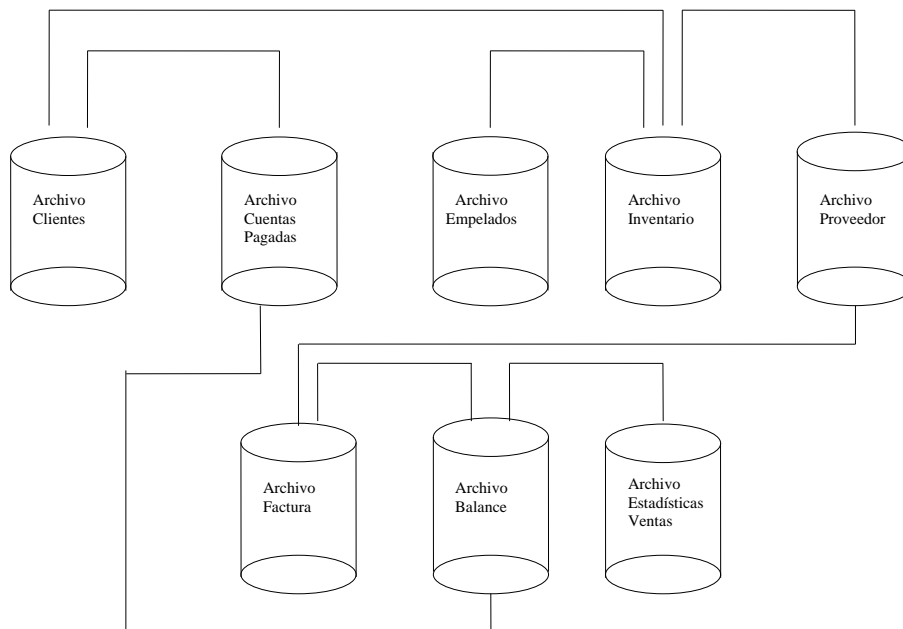 Archivo
Clientes
Archivo
Cuentas
Pagadas
Archivo
Empelados
Archivo
Inventario
Archivo
Proveedor
Archivo
Factura
Archivo
Balance
Archivo
Estadísticas
Ventas